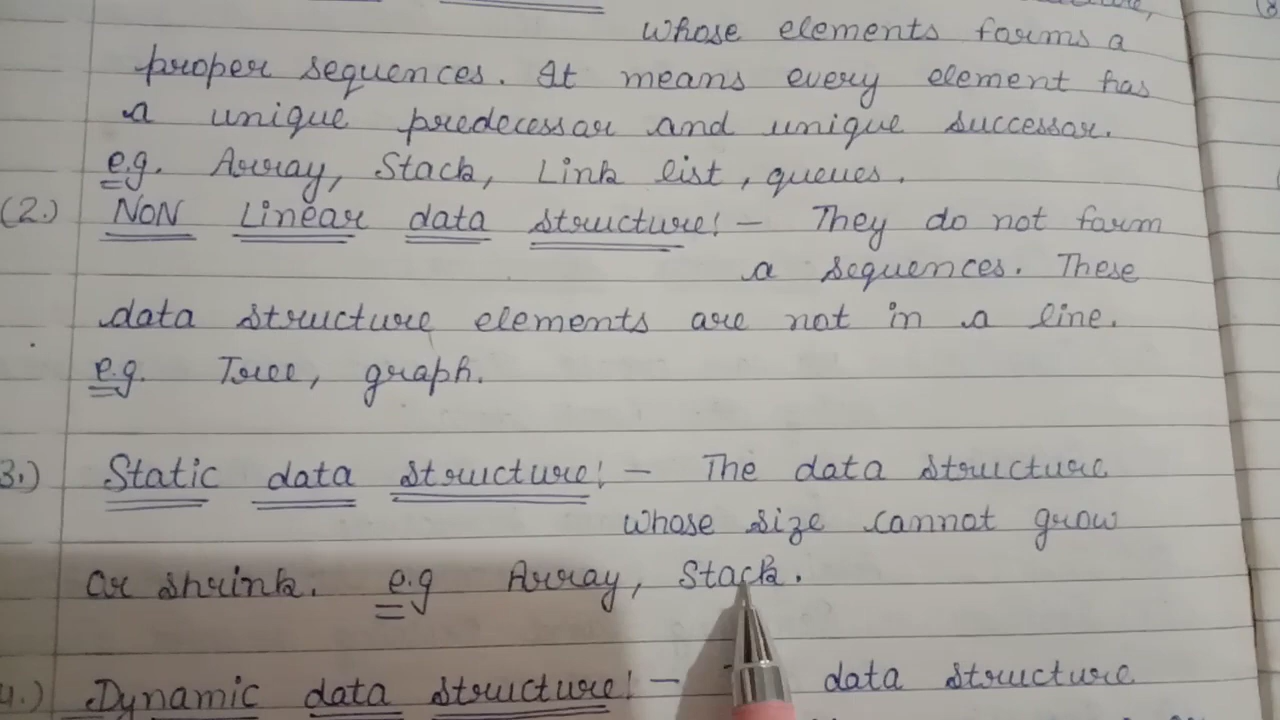 whose elements forms a
proper sequences. It means every element has
a unique predecessor and unique successor.
e.g. Array, Stack, Link list, queues.
(2.) NON Linear data structure:- They do not form
a sequences. These
data structure elements are not in a line.
e.g. Tree, graph.
3.) Static data structure:- The data structure
whose size cannot grow
or shrink. e.g Array, Stack.
4.) Dynamic data structure:- data structure